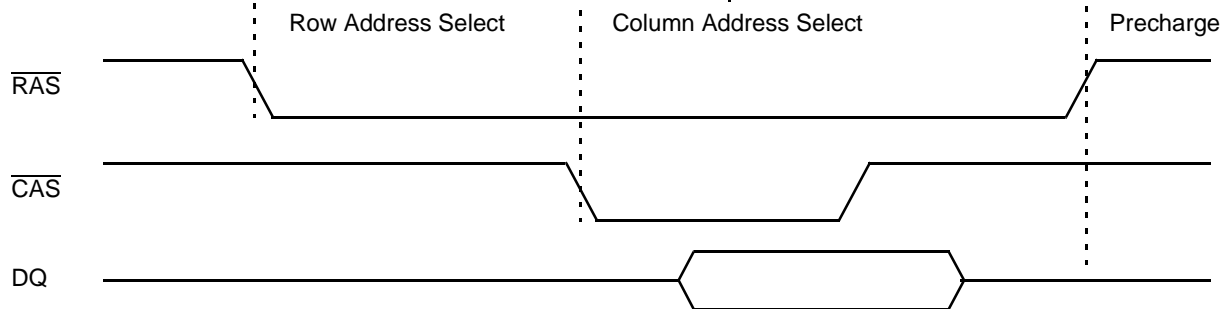 Row Address Select Column Address Select Precharge
RAS
CAS
DQ